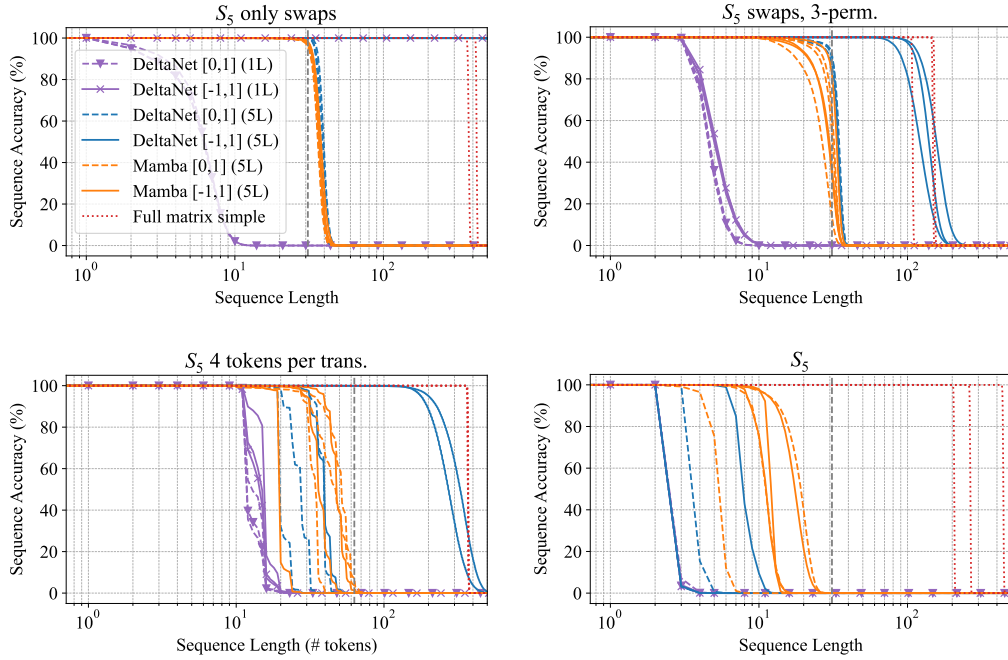 S5 only swaps
Sequence Accuracy (%)
100
80
60
40
20
0
DeltaNet [0,1] (1L)
DeltaNet [-1,1] (1L)
DeltaNet [0,1] (5L)
DeltaNet [-1,1] (5L)
Mamba [0,1] (5L)
Mamba [-1,1] (5L)
Full matrix simple
10^0 10^1 10^2
Sequence Length
S5 swaps, 3-perm.
Sequence Accuracy (%)
100
80
60
40
20
0
10^0 10^1 10^2
Sequence Length
S5 4 tokens per trans.
Sequence Accuracy (%)
100
80
60
40
20
0
10^0 10^1 10^2
Sequence Length (# tokens)
S5
Sequence Accuracy (%)
100
80
60
40
20
0
10^0 10^1 10^2
Sequence Length